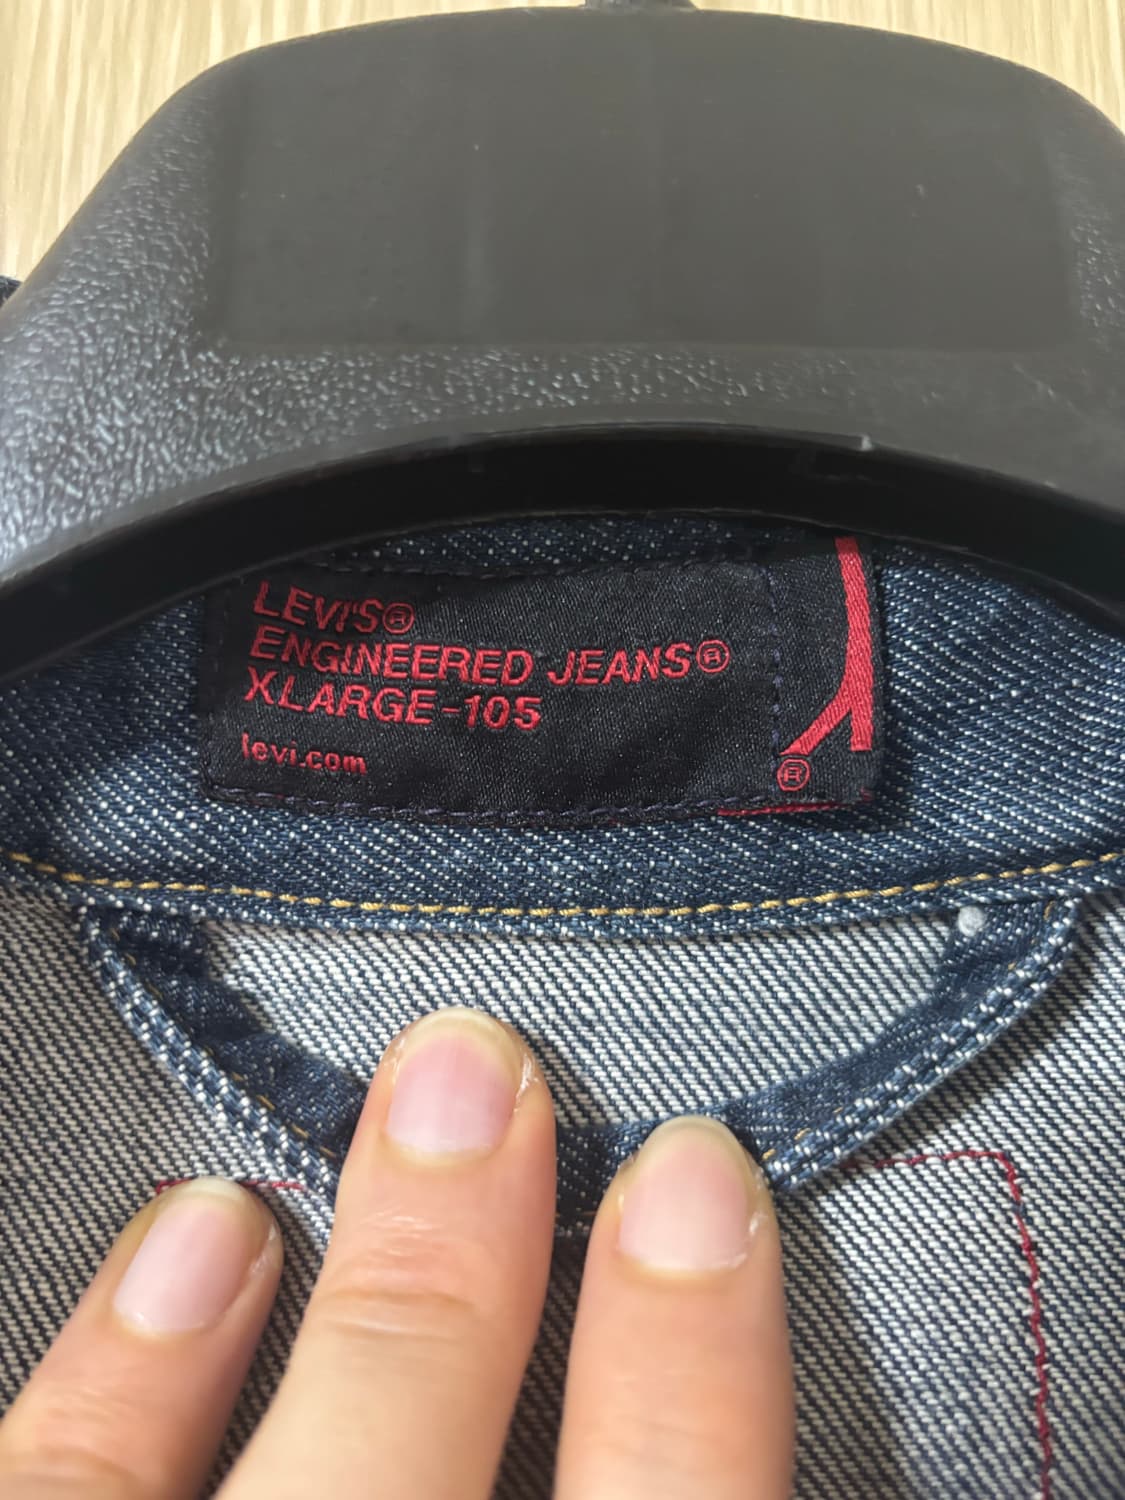 LEVI'S®
ENGINEERED JEANS®
XLARGE-105
levi.com
®